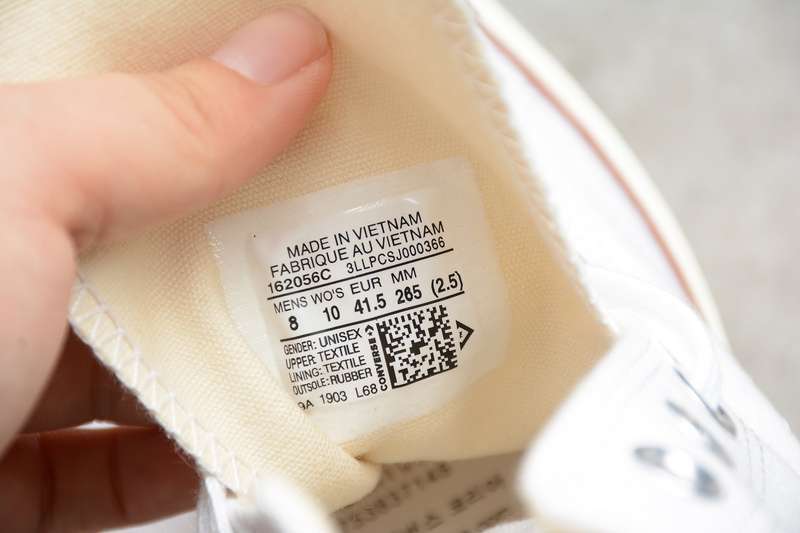 MADE IN VIETNAM
FABRIQUE AU VIETNAM
162056C 3LLPCSJ000366
MENS WO'S EUR MM
8 10 41.5 265 (2.5)
GENDER: UNISEX
UPPER: TEXTILE
LINING: TEXTILE
OUTSOLE: RUBBER
9A 1903 L68
CONVERSE